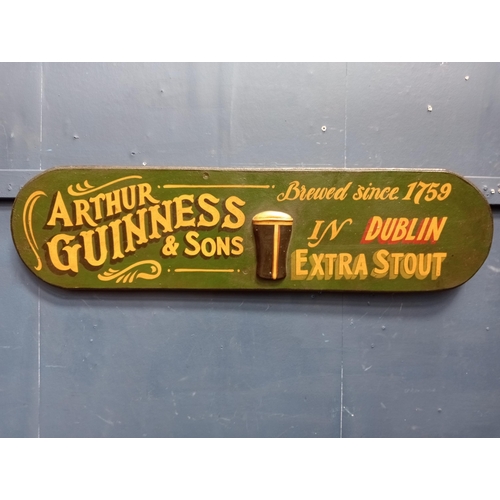 ARTHUR
GUINNESS
& SONS
Brewed since 1759
IN DUBLIN
EXTRA STOUT